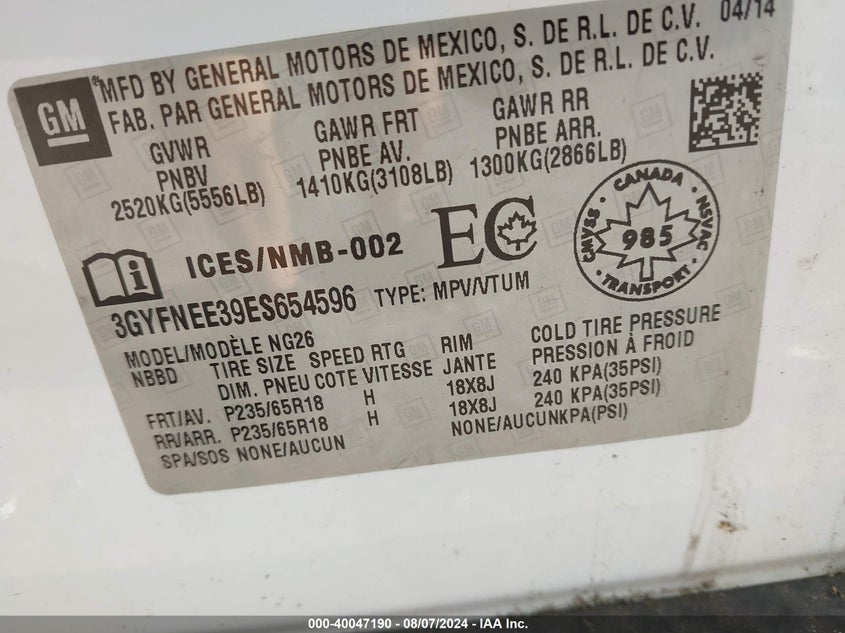 MFD BY GENERAL MOTORS DE MEXICO, S. DE R.L. DE C.V. 04/14
FAB. PAR GENERAL MOTORS DE MEXICO, S. DE R.L. DE C.V.
GM
GVWR GAWR FRT GAWR RR
PNBV PNBE AV. PNBE ARR.
2520KG(5556LB) 1410KG(3108LB) 1300KG(2866LB)
ICES/NMB-002
EC
CANADA
CMVSS 985 NSVAC
TRANSPORT
3GYFNEE39ES654596 TYPE: MPV/VTUM
MODEL/MODÈLE NG26
NBBD TIRE SIZE SPEED RTG RIM COLD TIRE PRESSURE
DIM. PNEU COTE VITESSE JANTE PRESSION À FROID
FRT/AV. P235/65R18 H 18X8J 240 KPA(35PSI)
RR/ARR. P235/65R18 H 18X8J 240 KPA(35PSI)
SPA/SOS NONE/AUCUN NONE/AUCUNKPA(PSI)
000-40047190 - 08/07/2024 - IAA Inc.